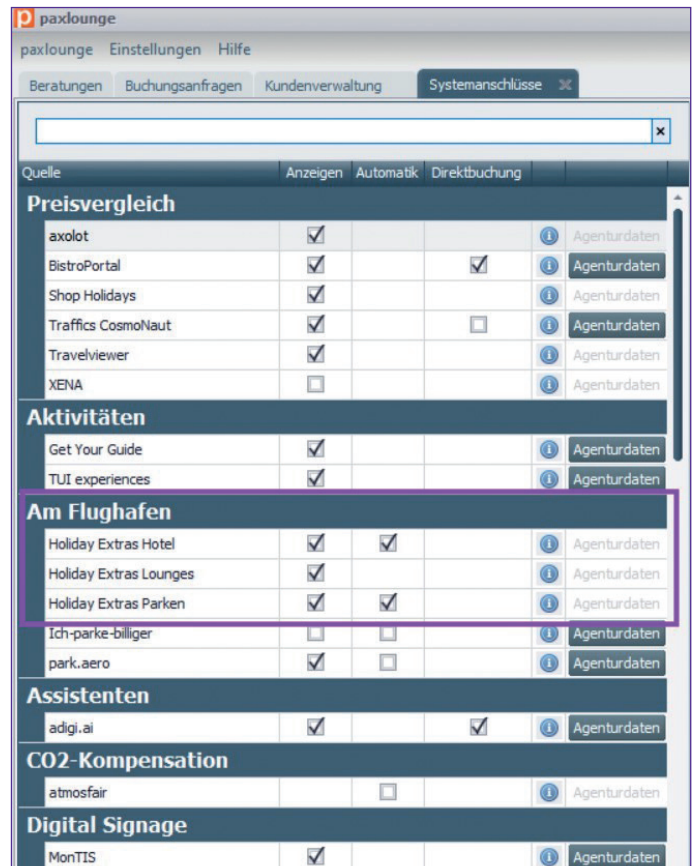 p paxlounge
paxlounge Einstellungen Hilfe
Beratungen Buchungsanfragen Kundenverwaltung Systemanschlüsse
Quelle Anzeigen Automatik Direktbuchung
Preisvergleich
axolot Agenturdaten
BistroPortal Agenturdaten
Shop Holidays Agenturdaten
Traffics CosmoNaut Agenturdaten
Travelviewer Agenturdaten
XENA Agenturdaten
Aktivitäten
Get Your Guide Agenturdaten
TUI experiences Agenturdaten
Am Flughafen
Holiday Extras Hotel Agenturdaten
Holiday Extras Lounges Agenturdaten
Holiday Extras Parken Agenturdaten
Ich-parke-billiger Agenturdaten
park.aero Agenturdaten
Assistenten
adigi.ai Agenturdaten
CO2-Kompensation
atmosfair Agenturdaten
Digital Signage
MonTIS Agenturdaten